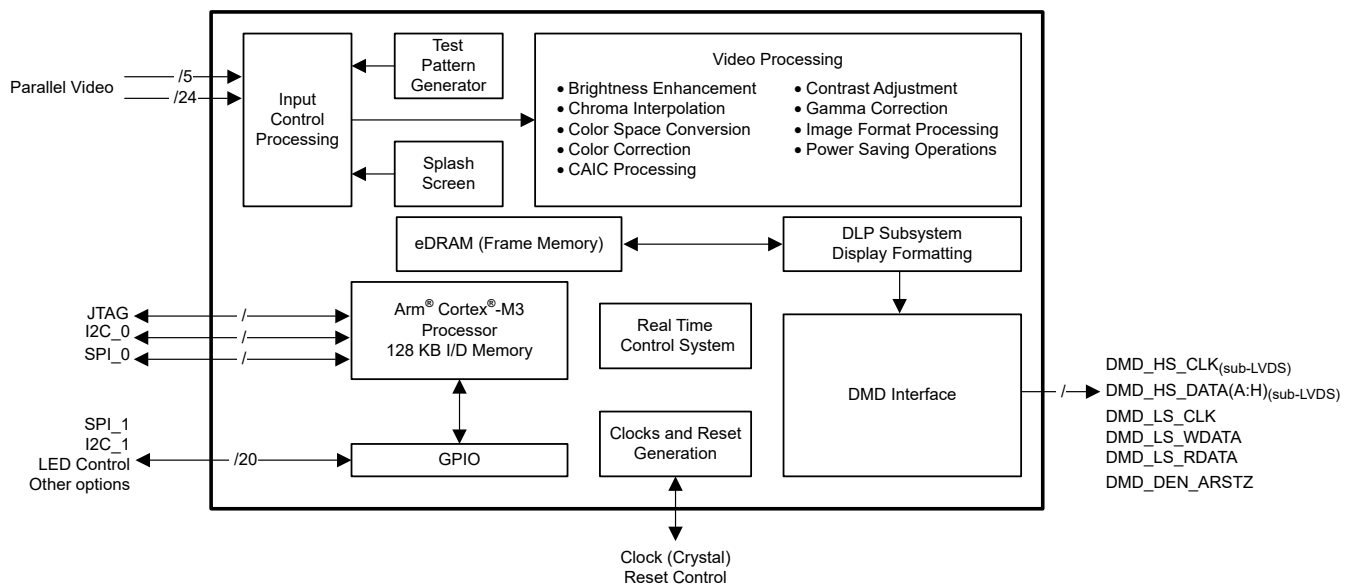 Parallel Video
/5
/24
Input
Control
Processing
Test
Pattern
Generator
Splash
Screen
Video Processing
• Brightness Enhancement
• Chroma Interpolation
• Color Space Conversion
• Color Correction
• CAIC Processing
• Contrast Adjustment
• Gamma Correction
• Image Format Processing
• Power Saving Operations
eDRAM (Frame Memory)
DLP Subsystem
Display Formatting
JTAG
/
I2C_0
/
SPI_0
/
Arm® Cortex®-M3
Processor
128 KB I/D Memory
Real Time
Control System
DMD Interface
/
DMD_HS_CLK(sub-LVDS)
DMD_HS_DATA(A:H)(sub-LVDS)
DMD_LS_CLK
DMD_LS_WDATA
DMD_LS_RDATA
DMD_DEN_ARSTZ
SPI_1
I2C_1
LED Control
Other options
/20
GPIO
Clocks and Reset
Generation
Clock (Crystal)
Reset Control